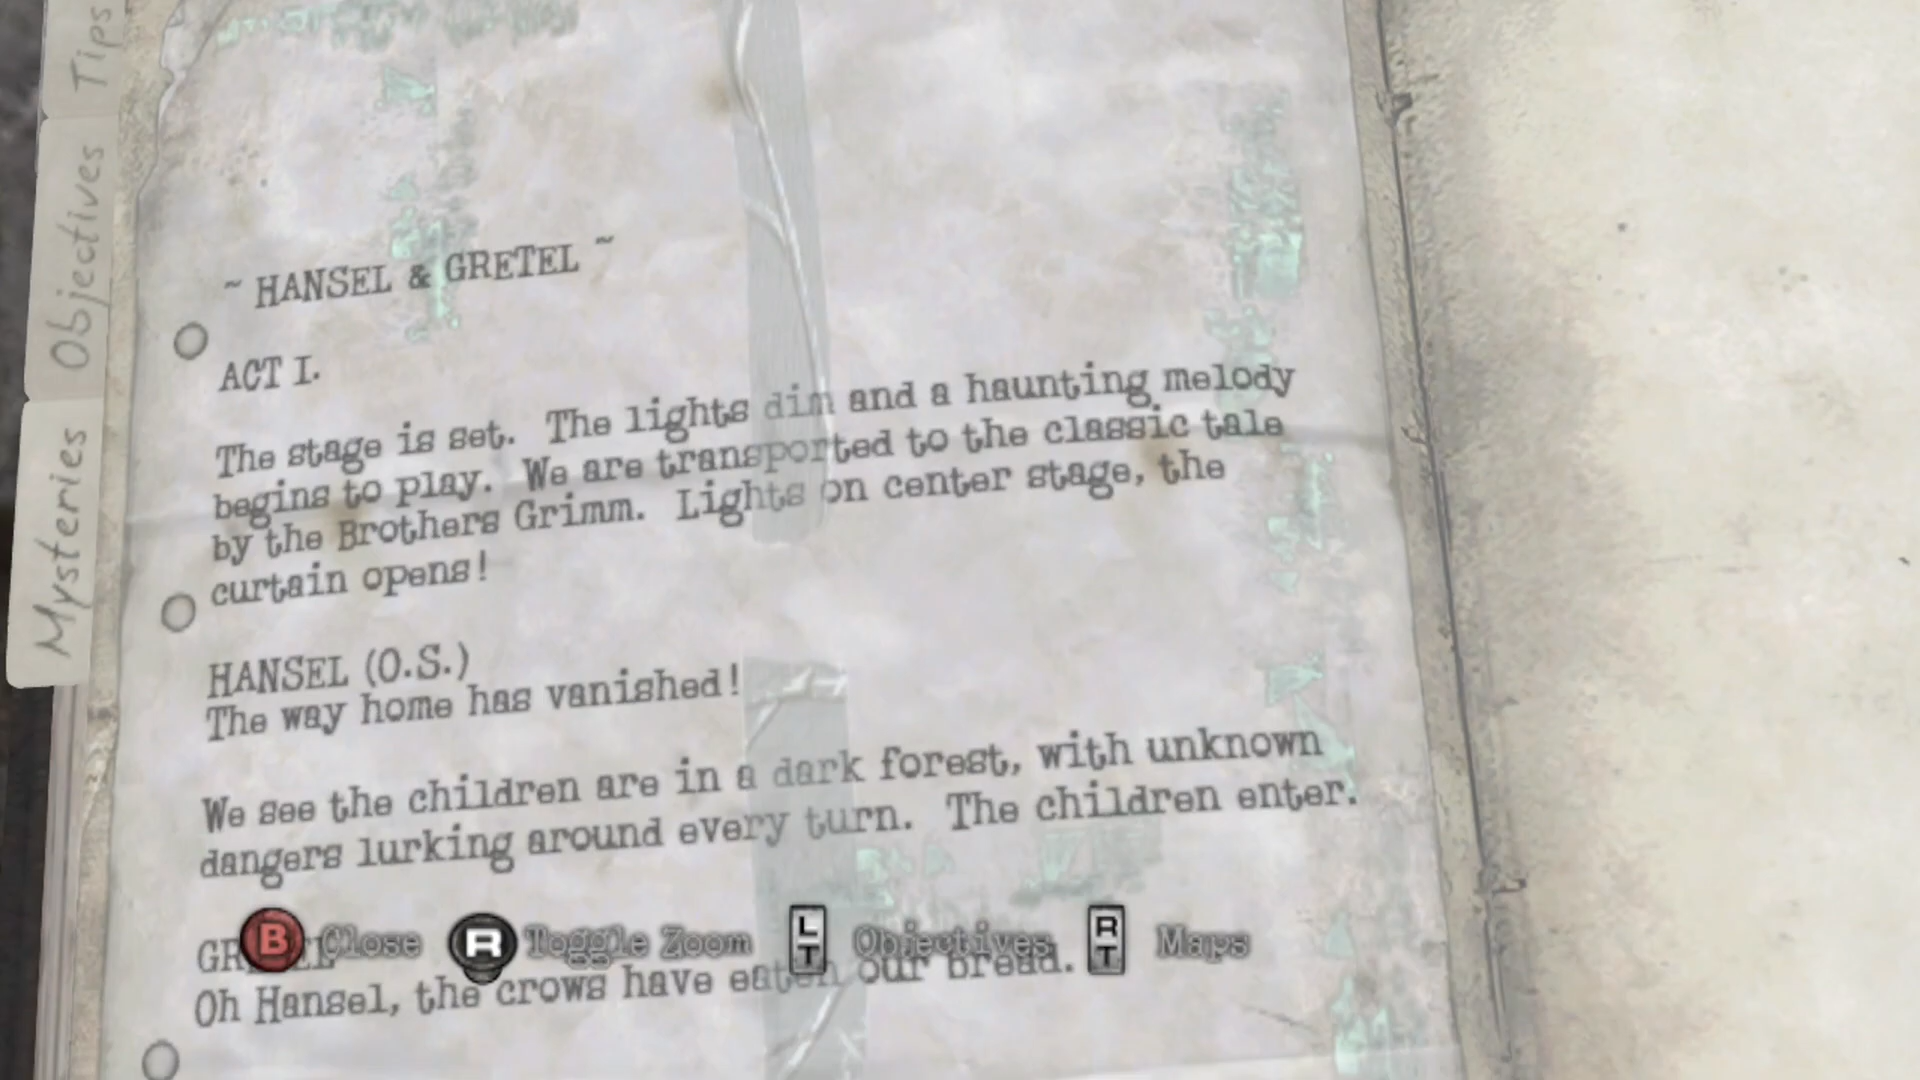 Tips
Objectives
Mysteries
~ HANSEL & GRETEL ~
ACT I.
The stage is set. The lights dim and a haunting melody
begins to play. We are transported to the classic tale
by the Brothers Grimm. Lights on center stage, the
curtain opens!
HANSEL (O.S.)
The way home has vanished!
We see the children are in a dark forest, with unknown
dangers lurking around every turn. The children enter.
GRETEL
Oh Hansel, the crows have eaten our bread.
B Close R Toggle Zoom LT Objectives RT Maps